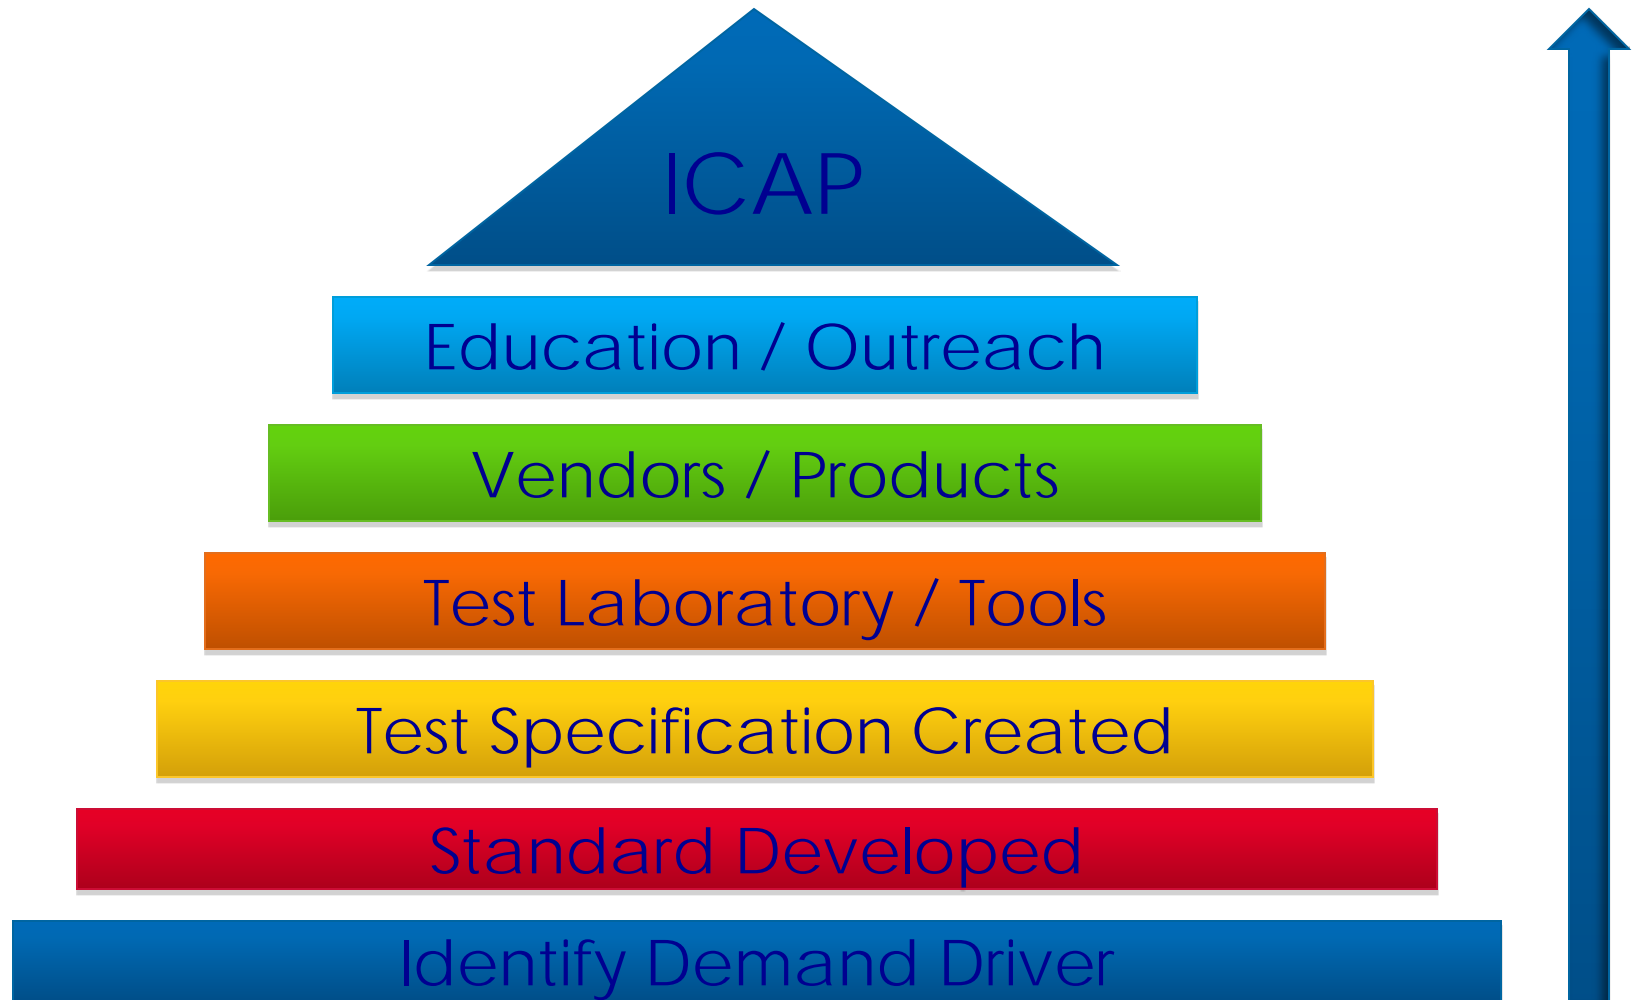 ICAP
Education / Outreach
Vendors / Products
Test Laboratory / Tools
Test Specification Created
Standard Developed
Identify Demand Driver